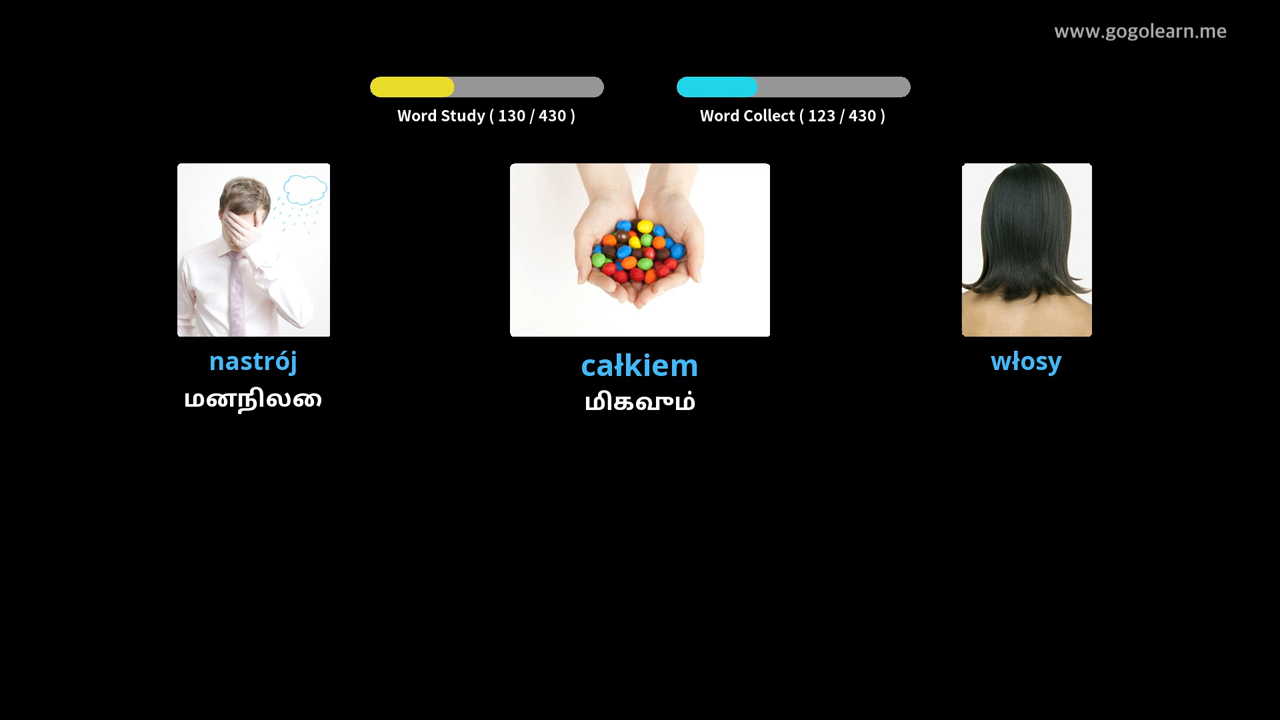 www.gogolearn.me
Word Study ( 130 / 430 )
Word Collect ( 123 / 430 )
nastrój
całkiem
włosy
மனநிலை
மிகவும்